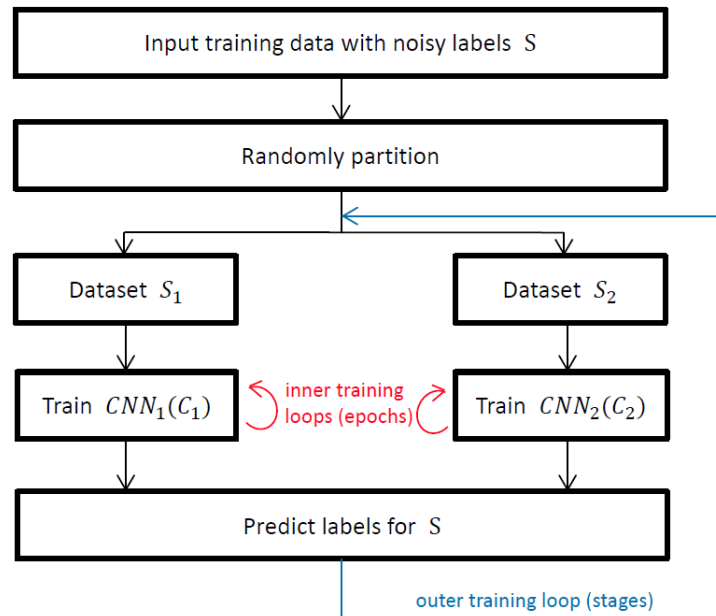 Input training data with noisy labels S
Randomly partition
Dataset S₁
Dataset S₂
Train CNN₁(C₁)
inner training
loops (epochs)
Train CNN₂(C₂)
Predict labels for S
outer training loop (stages)